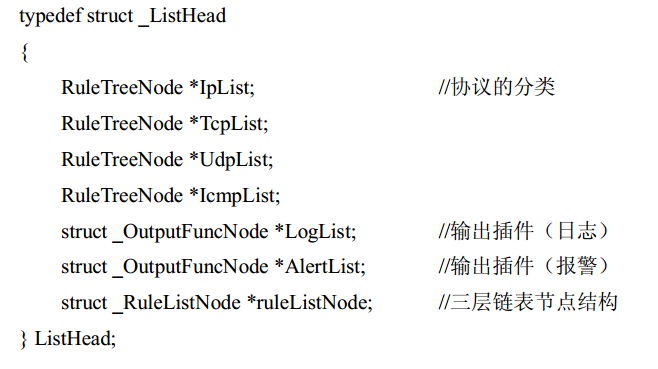 typedef struct _ListHead
{
RuleTreeNode *IpList; //协议的分类
RuleTreeNode *TcpList;
RuleTreeNode *UdpList;
RuleTreeNode *IcmpList;
struct _OutputFuncNode *LogList; //输出插件（日志）
struct _OutputFuncNode *AlertList; //输出插件（报警）
struct _RuleListNode *ruleListNode; //三层链表节点结构
} ListHead;